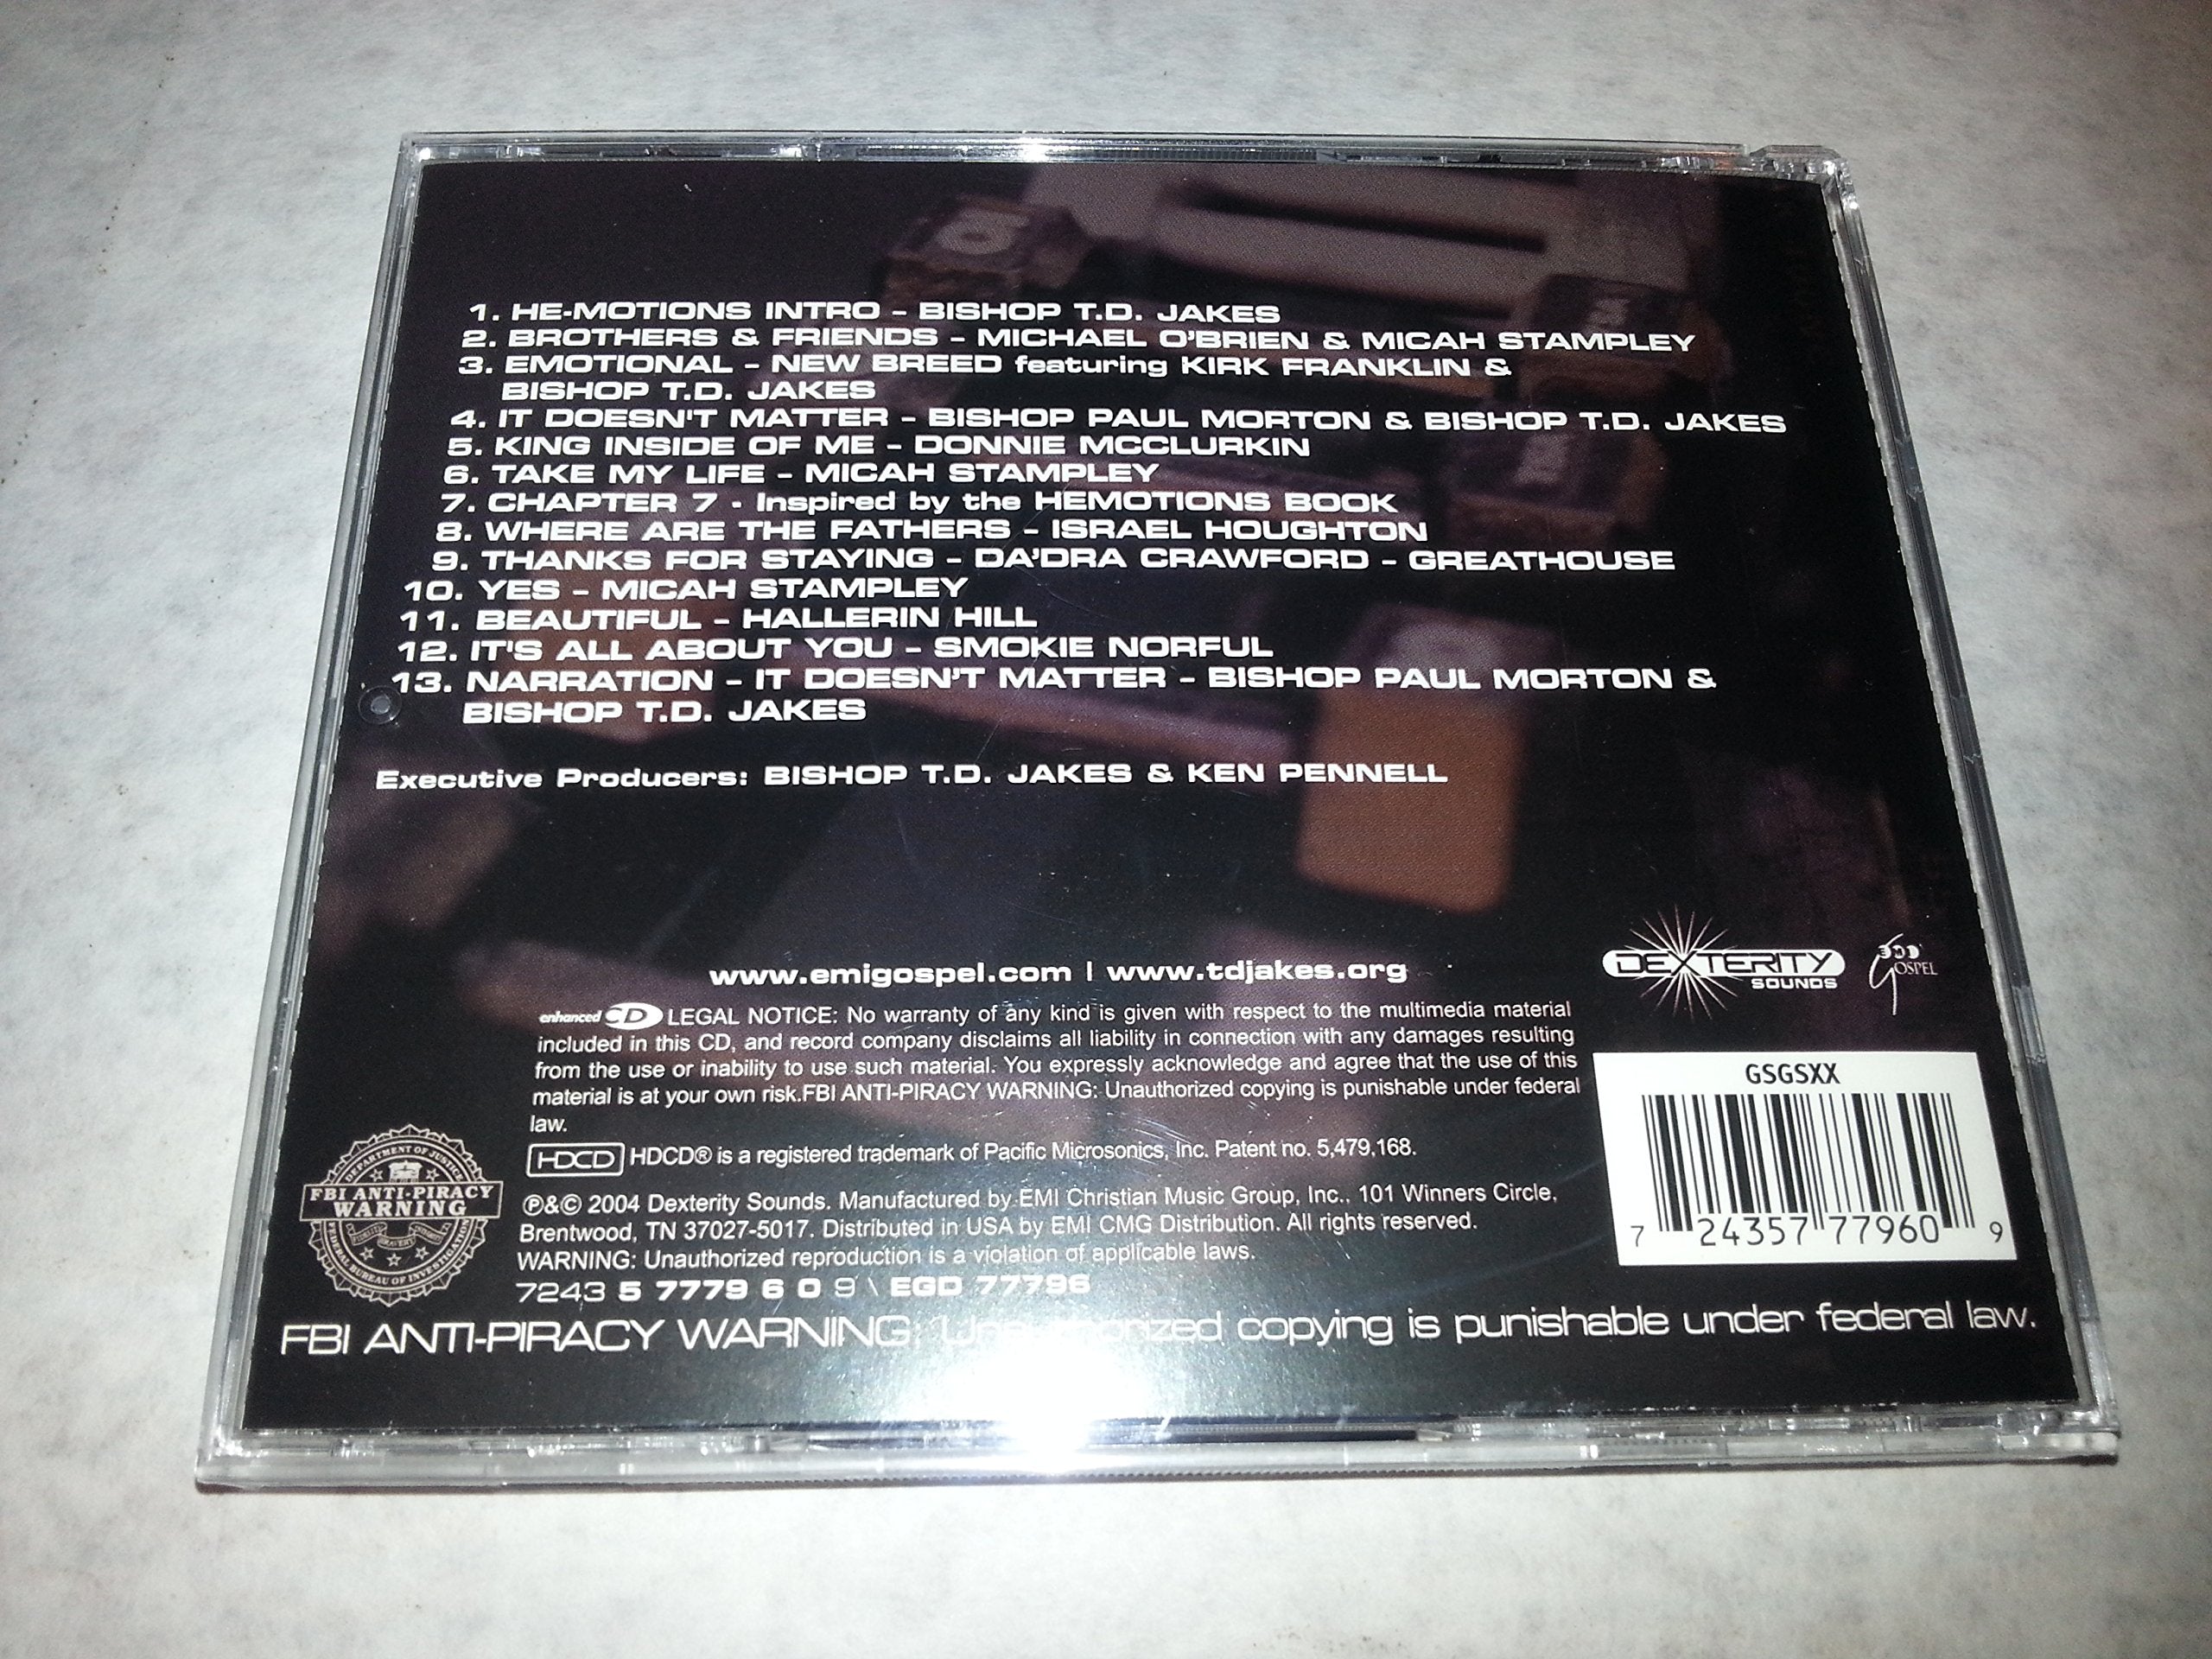 1. HE-MOTIONS INTRO - BISHOP T.D. JAKES
2. BROTHERS & FRIENDS - MICHAEL O'BRIEN & MICAH STAMPLEY
3. EMOTIONAL - NEW BREED featuring KIRK FRANKLIN &
BISHOP T.D. JAKES
4. IT DOESN'T MATTER - BISHOP PAUL MORTON & BISHOP T.D. JAKES
5. KING INSIDE OF ME - DONNIE MCCLURKIN
6. TAKE MY LIFE - MICAH STAMPLEY
7. CHAPTER 7 - Inspired by the HEMOTIONS BOOK
8. WHERE ARE THE FATHERS - ISRAEL HOUGHTON
9. THANKS FOR STAYING - DA'DRA CRAWFORD - GREATHOUSE
10. YES - MICAH STAMPLEY
11. BEAUTIFUL - HALLERIN HILL
12. IT'S ALL ABOUT YOU - SMOKIE NORFUL
13. NARRATION - IT DOESN'T MATTER - BISHOP PAUL MORTON &
BISHOP T.D. JAKES
Executive Producers: BISHOP T.D. JAKES & KEN PENNELL
www.emigospel.com | www.tdjakes.org
DEXTERITY
SOUNDS
GOSPEL
enhanced CD LEGAL NOTICE: No warranty of any kind is given with respect to the multimedia material
included in this CD, and record company disclaims all liability in connection with any damages resulting
from the use or inability to use such material. You expressly acknowledge and agree that the use of this
material is at your own risk.FBI ANTI-PIRACY WARNING: Unauthorized copying is punishable under federal
law.
HDCD HDCD® is a registered trademark of Pacific Microsonics, Inc. Patent no. 5,479,168.
℗&© 2004 Dexterity Sounds. Manufactured by EMI Christian Music Group, Inc., 101 Winners Circle,
Brentwood, TN 37027-5017. Distributed in USA by EMI CMG Distribution. All rights reserved.
WARNING: Unauthorized reproduction is a violation of applicable laws.
7243 5 7779 6 0 9 \ EGD 77796
DEPARTMENT OF JUSTICE
FBI ANTI-PIRACY
WARNING
FEDERAL BUREAU OF INVESTIGATION
GSGSXX
7 24357 77960 9
FBI ANTI-PIRACY WARNING: Unauthorized copying is punishable under federal law.